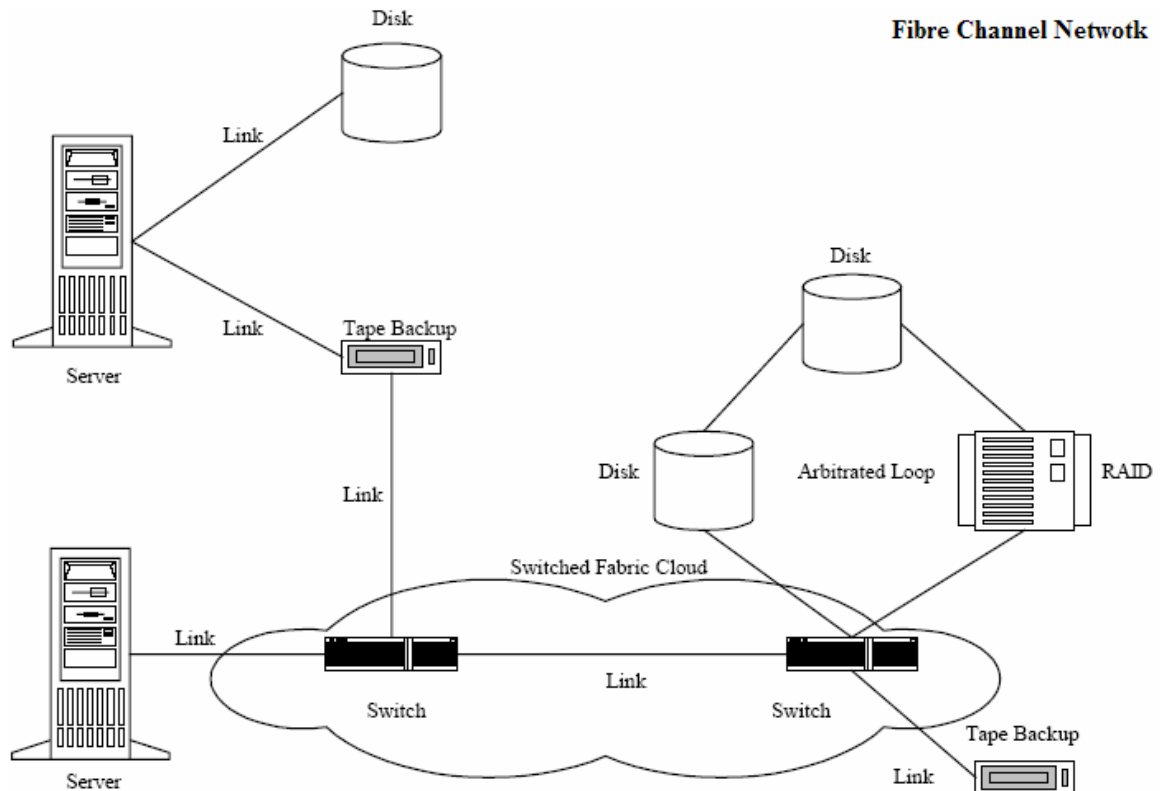 Disk
Fibre Channel Netwotk
Link
Disk
Link
Tape Backup
Server
Disk
Arbitrated Loop
RAID
Link
Switched Fabric Cloud
Link
Link
Switch
Switch
Tape Backup
Link
Server